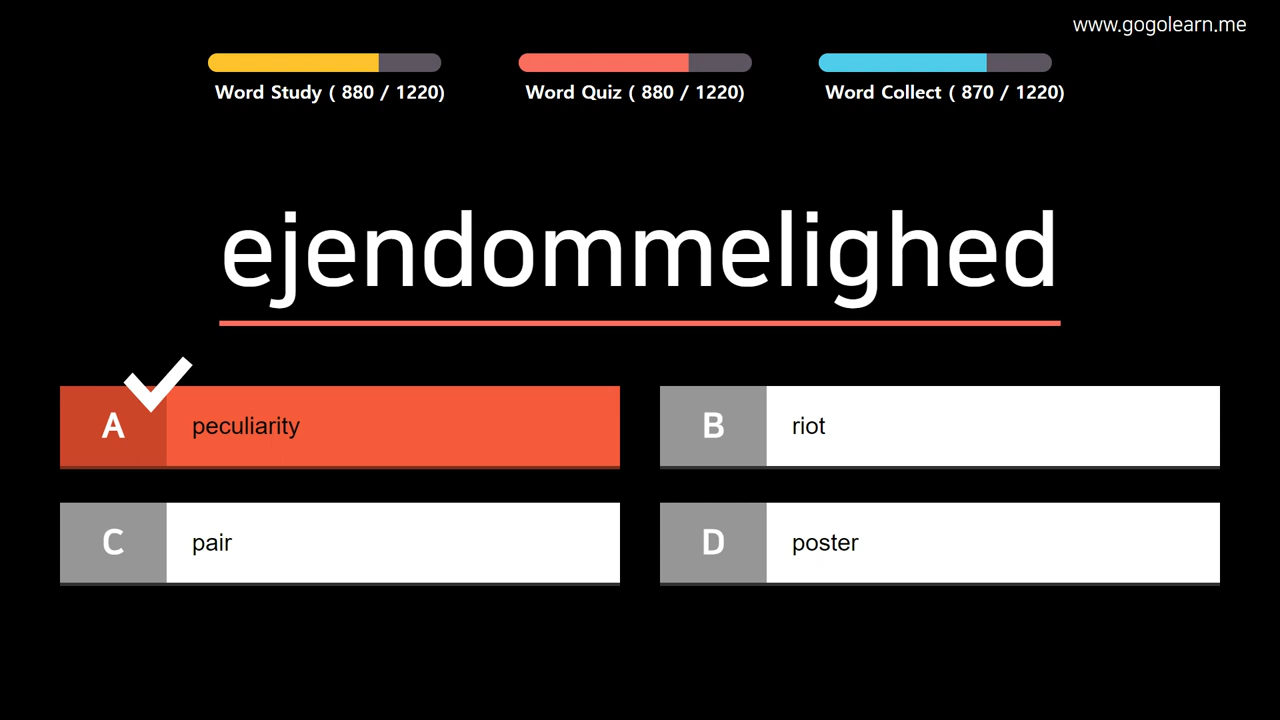 www.gogolearn.me
Word Study ( 880 / 1220)
Word Quiz ( 880 / 1220)
Word Collect ( 870 / 1220)
ejendommelighed
A peculiarity
B riot
C pair
D poster